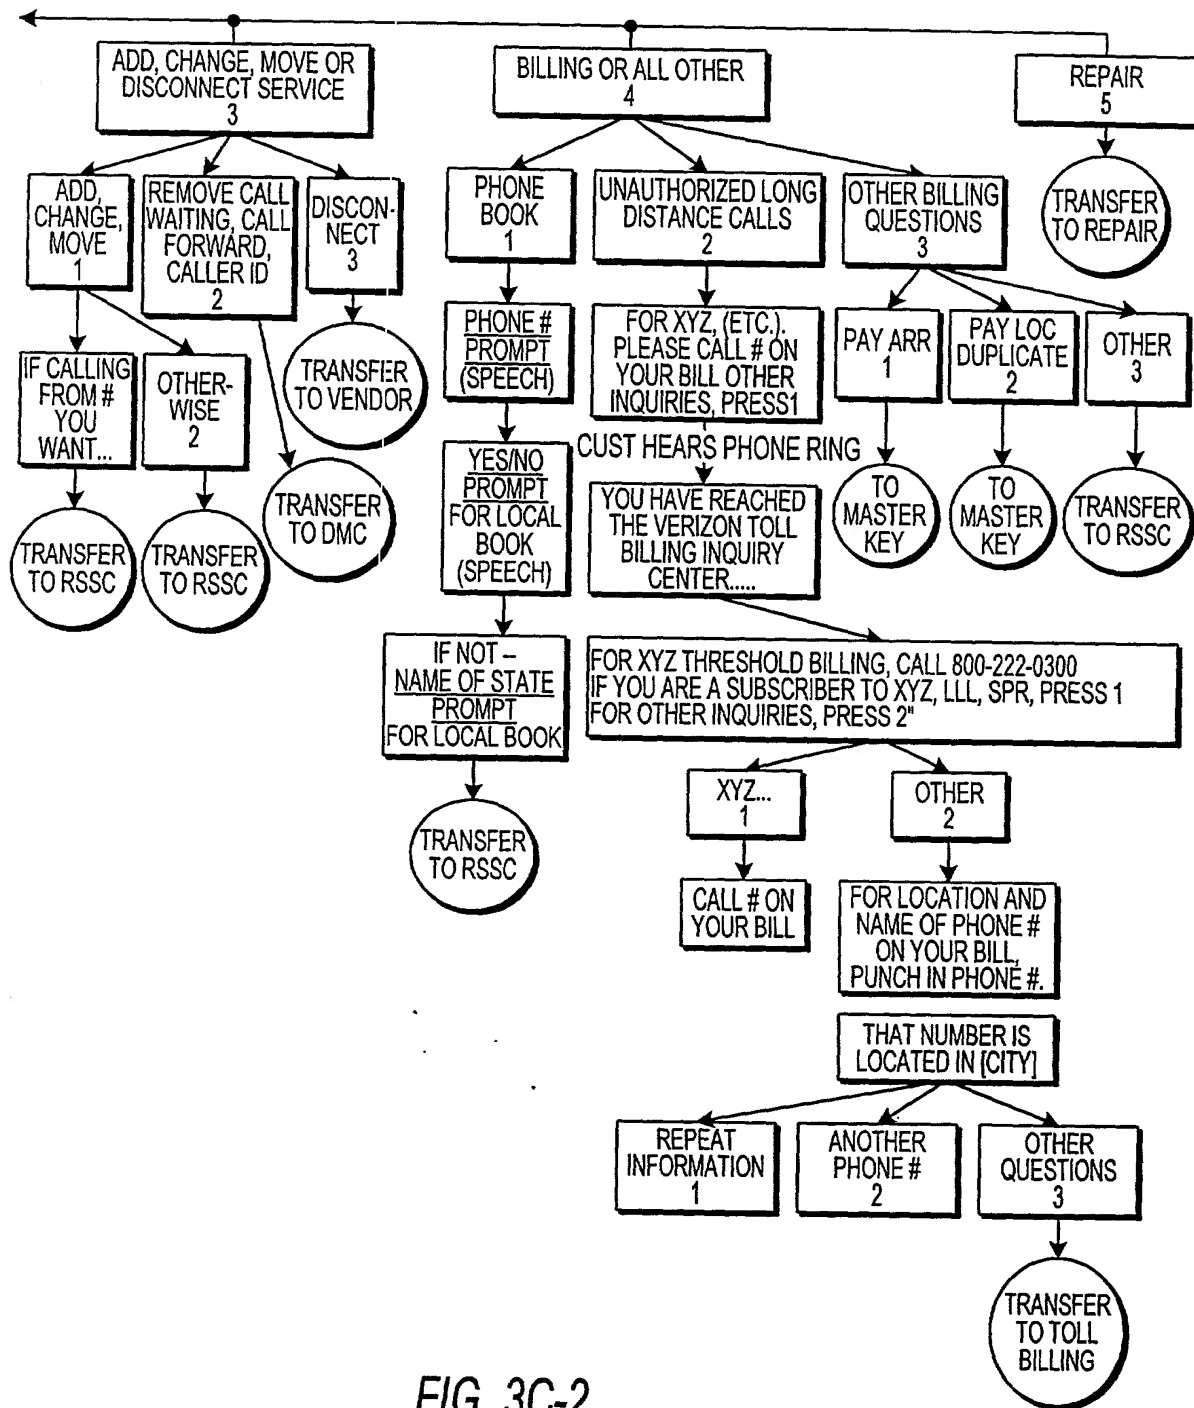 ADD, CHANGE, MOVE OR
DISCONNECT SERVICE
3
BILLING OR ALL OTHER
4
REPAIR
5
ADD,
CHANGE,
MOVE
1
REMOVE CALL
WAITING, CALL
FORWARD,
CALLER ID
2
DISCON-
NECT
3
PHONE
BOOK
1
UNAUTHORIZED LONG
DISTANCE CALLS
2
OTHER BILLING
QUESTIONS
3
TRANSFER
TO REPAIR
IF CALLING
FROM #
YOU
WANT...
OTHER-
WISE
2
TRANSFER
TO VENDOR
PHONE #
PROMPT
(SPEECH)
FOR XYZ, (ETC.).
PLEASE CALL # ON
YOUR BILL OTHER
INQUIRIES, PRESS1
PAY ARR
1
PAY LOC
DUPLICATE
2
OTHER
3
CUST HEARS PHONE RING
TRANSFER
TO RSSC
TRANSFER
TO RSSC
TRANSFER
TO DMC
YES/NO
PROMPT
FOR LOCAL
BOOK
(SPEECH)
YOU HAVE REACHED
THE VERIZON TOLL
BILLING INQUIRY
CENTER.....
TO
MASTER
KEY
TO
MASTER
KEY
TRANSFER
TO RSSC
IF NOT –
NAME OF STATE
PROMPT
FOR LOCAL BOOK
FOR XYZ THRESHOLD BILLING, CALL 800-222-0300
IF YOU ARE A SUBSCRIBER TO XYZ, LLL, SPR, PRESS 1
FOR OTHER INQUIRIES, PRESS 2"
TRANSFER
TO RSSC
XYZ...
1
OTHER
2
CALL # ON
YOUR BILL
FOR LOCATION AND
NAME OF PHONE #
ON YOUR BILL,
PUNCH IN PHONE #.
THAT NUMBER IS
LOCATED IN [CITY]
REPEAT
INFORMATION
1
ANOTHER
PHONE #
2
OTHER
QUESTIONS
3
TRANSFER
TO TOLL
BILLING
FIG. 3C-2